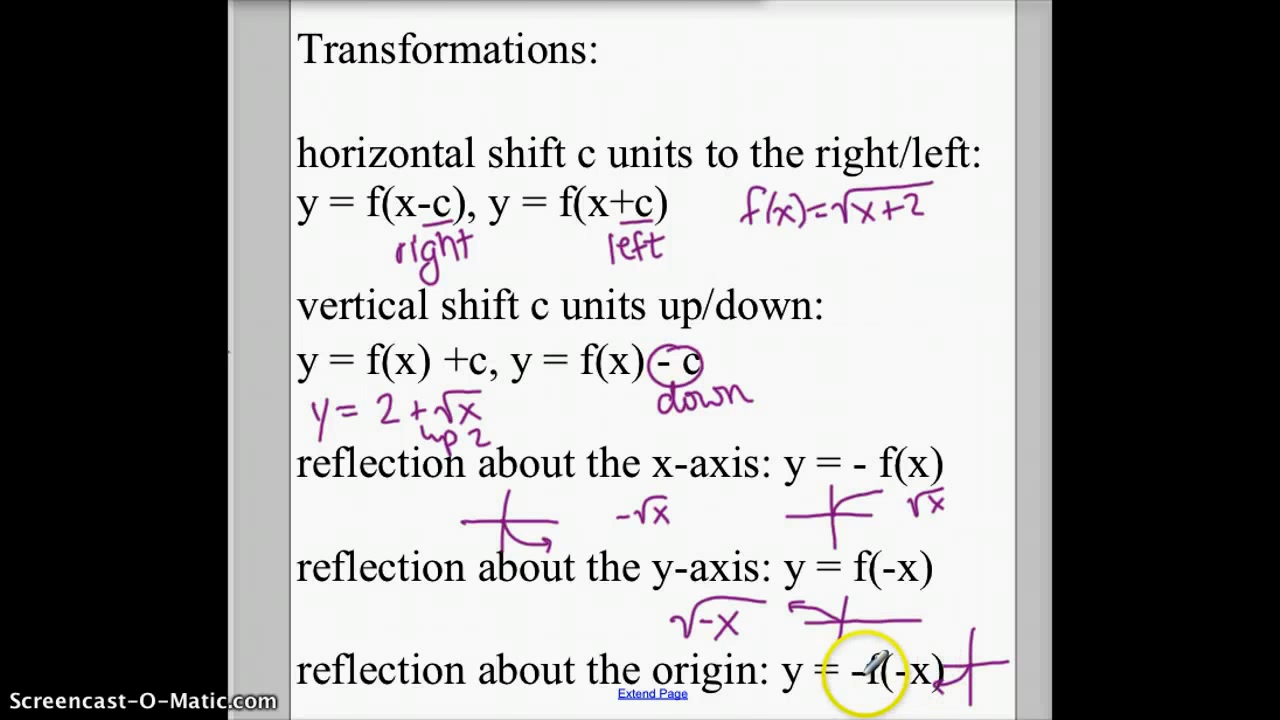 Transformations:
horizontal shift c units to the right/left:
y = f(x-c), y = f(x+c) f(x)=√x+2
right left
vertical shift c units up/down:
y = f(x) +c, y = f(x) - c
y = 2 + √x down
up 2
reflection about the x-axis: y = - f(x)
-√x √x
reflection about the y-axis: y = f(-x)
√-x
reflection about the origin: y = -f(-x)
Extend Page
Screencast-O-Matic.com